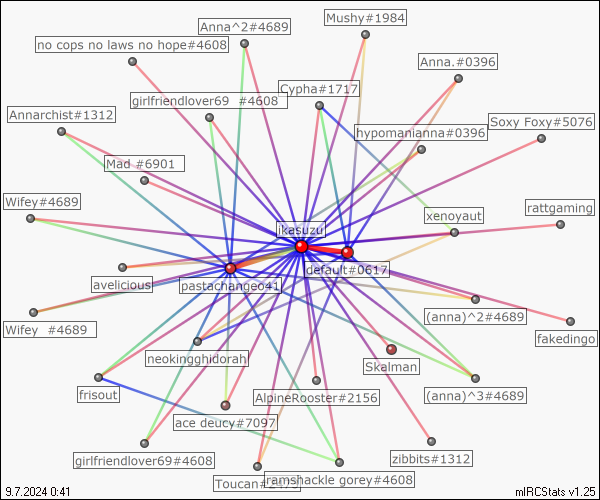 Mushy#1984
Anna^2#4689
no cops no laws no hope#4608
Anna.#0396
Cypha#1717
girlfriendlover69 #4608
Annarchist#1312
Soxy Foxy#5076
hypomanianna#0396
Mad #6901
Wifey#4689
xenoyaut
rattgaming
ikasuzu
default#0617
avelicious
pastachangeo41
(anna)^2#4689
Wifey #4689
fakedingo
neokingghidorah
Skalman
frisout
AlpineRooster#2156
(anna)^3#4689
ace deucy#7097
girlfriendlover69#4608
zibbits#1312
ramshackle gorey#4608
9.7.2024 0:41
mIRCStats v1.25